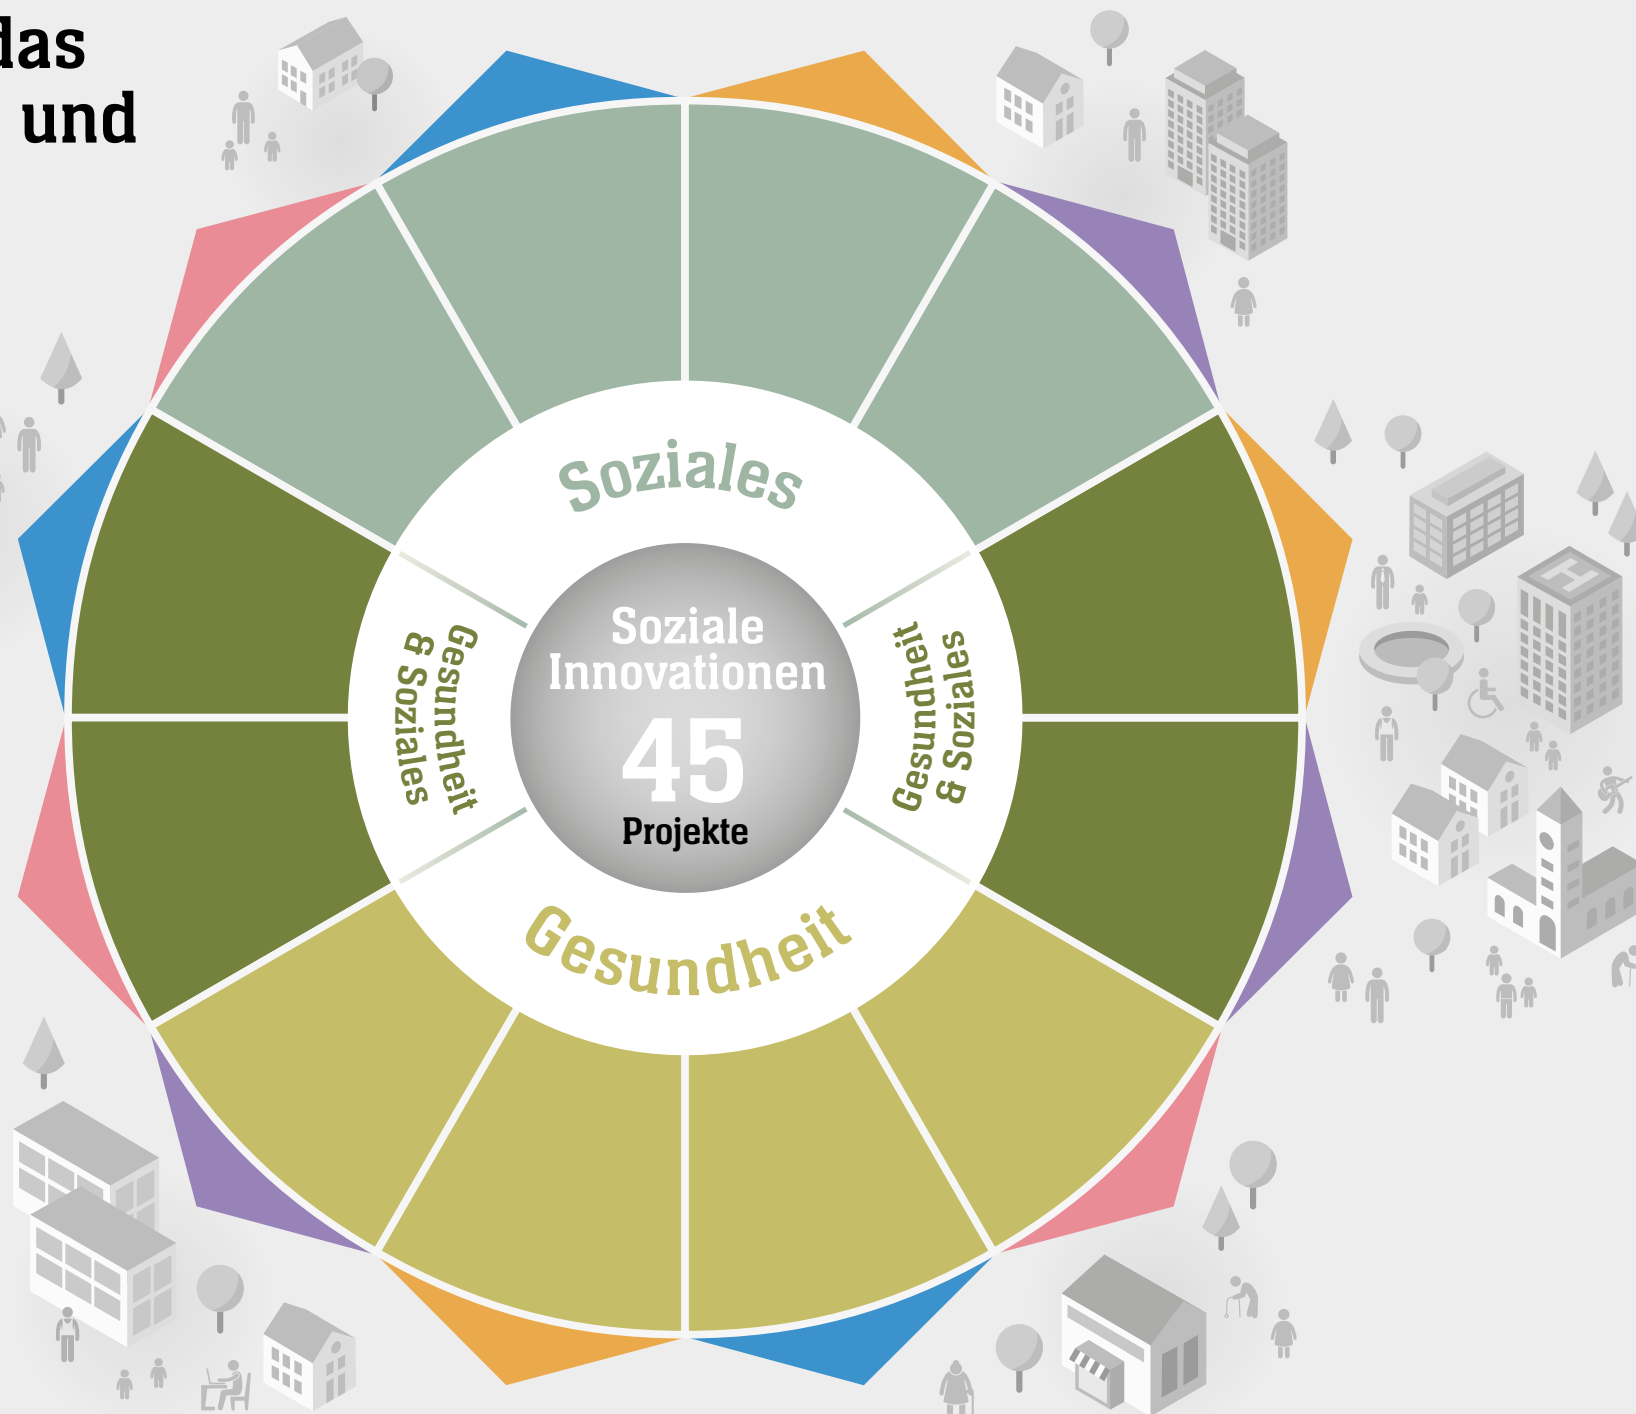 das
und
Soziales
Gesundheit
& Soziales
Soziale
Innovationen
45
Projekte
Gesundheit
& Soziales
Gesundheit
H